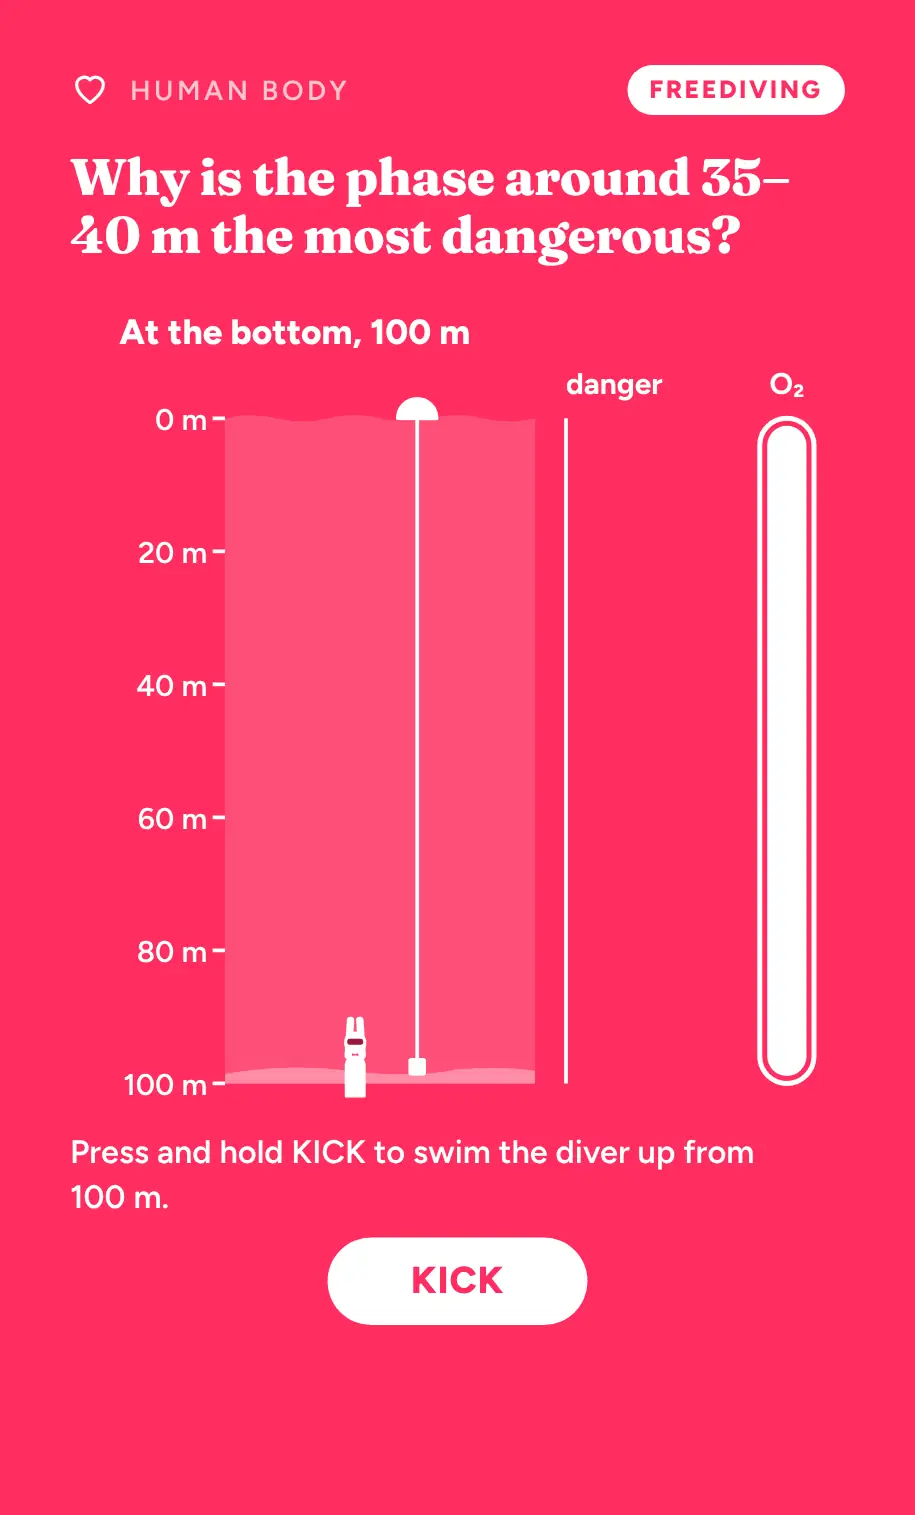 HUMAN BODY
FREEDIVING
Why is the phase around 35–
40 m the most dangerous?
At the bottom, 100 m
danger
O₂
0 m
20 m
40 m
60 m
80 m
100 m
Press and hold KICK to swim the diver up from
100 m.
KICK